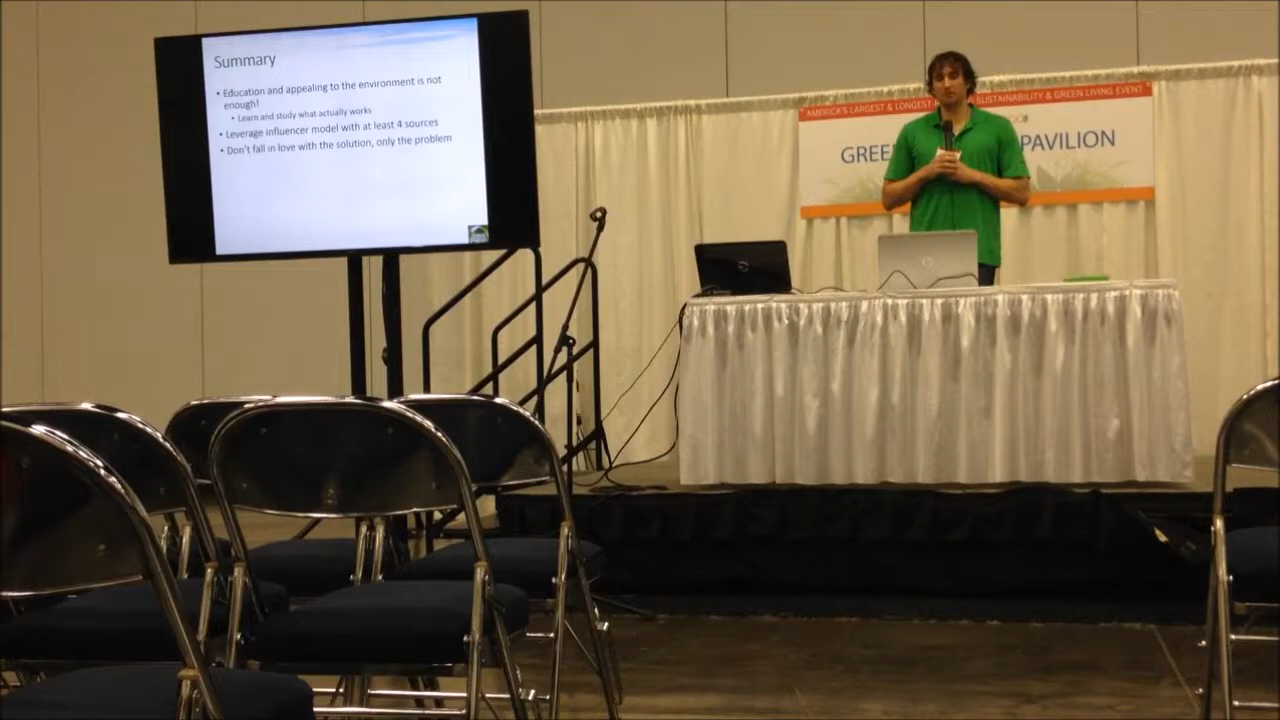 Summary
• Education and appealing to the environment is not
enough!
• Learn and study what actually works
• Leverage influencer model with at least 4 sources
• Don't fall in love with the solution, only the problem
AMERICA'S LARGEST & LONGEST-R SUSTAINABILITY & GREEN LIVING EVENT
GREE PAVILION
hp